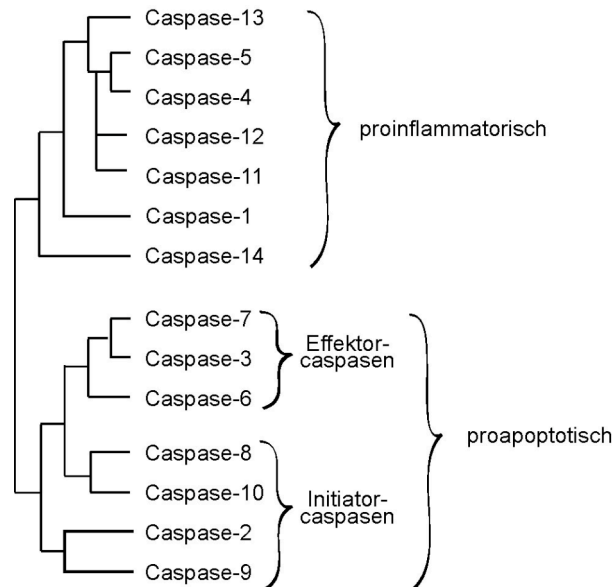 Caspase-13
Caspase-5
Caspase-4
Caspase-12
Caspase-11
Caspase-1
Caspase-14
proinflammatorisch
Caspase-7
Caspase-3
Caspase-6
Effektor-
caspasen
Caspase-8
Caspase-10
Caspase-2
Caspase-9
Initiator-
caspasen
proapoptotisch